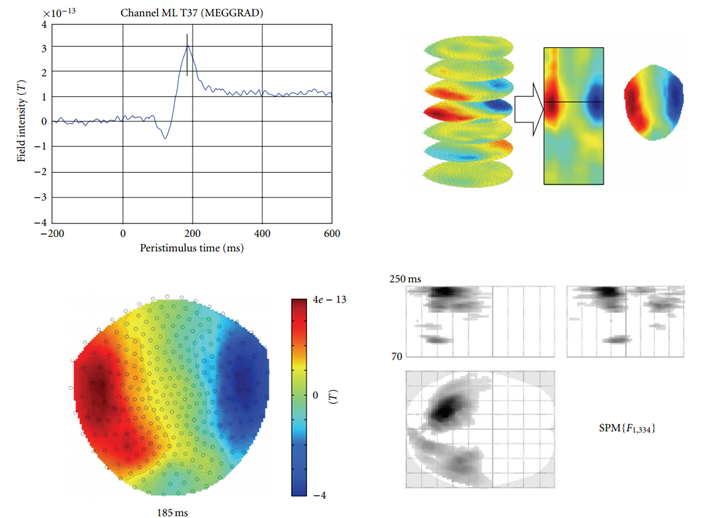 ×10−13
Channel ML T37 (MEGGRAD)
4
3
2
1
0
−1
−2
−3
−4
Field intensity (T)
−200
0
200
400
600
Peristimulus time (ms)
4e − 13
0
−4
(T)
185 ms
250 ms
70
SPM{F1,334}